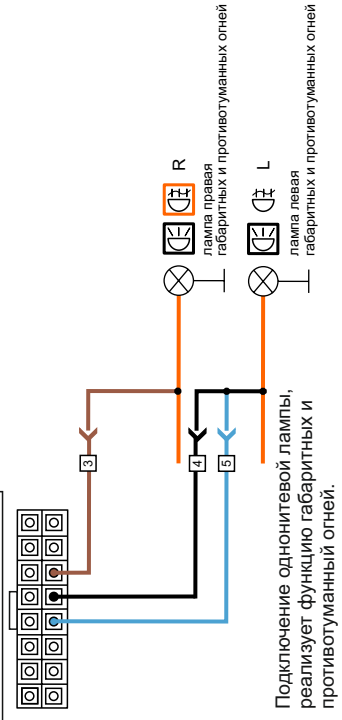 3
4
5
R
лампа правая
габаритных и противотуманных огней
L
лампа левая
габаритных и противотуманных огней
Подключение однонитевой лампы,
реализует функцию габаритных и
противотуманный огней.